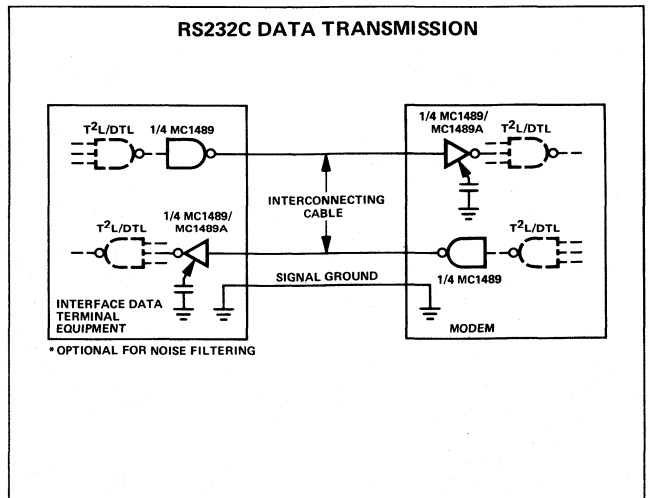 RS232C DATA TRANSMISSION
T²L/DTL 1/4 MC1489
1/4 MC1489/
MC1489A
T²L/DTL
INTERCONNECTING
CABLE
T²L/DTL
1/4 MC1489/
MC1489A
T²L/DTL
SIGNAL GROUND
1/4 MC1489
INTERFACE DATA
TERMINAL
EQUIPMENT
MODEM
* OPTIONAL FOR NOISE FILTERING